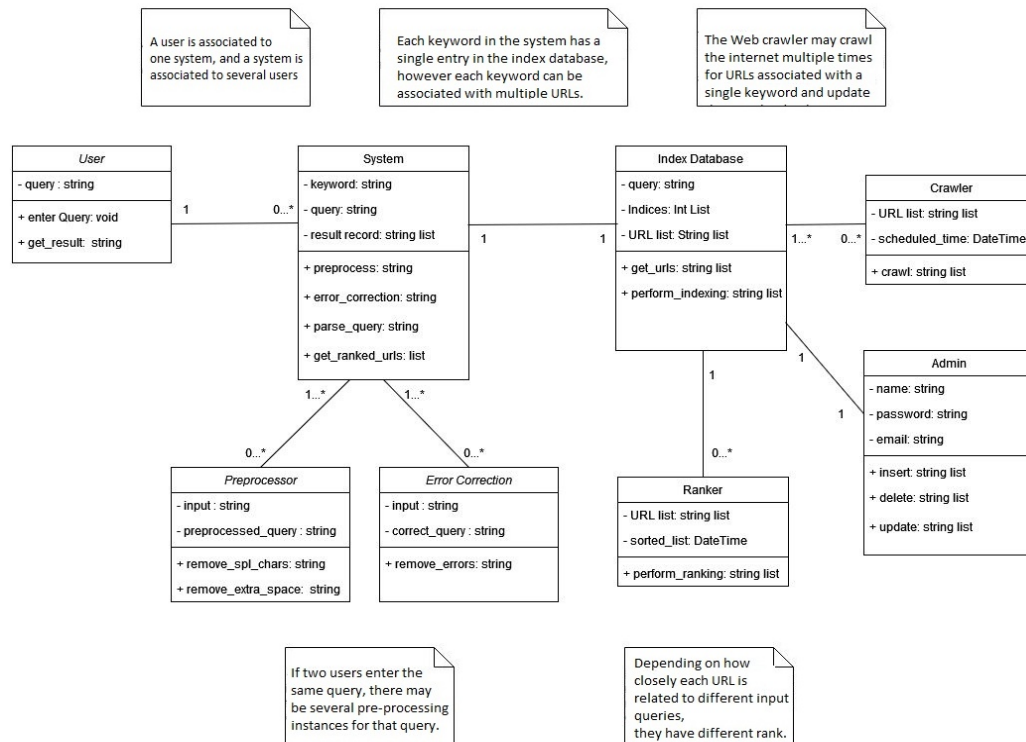 A user is associated to
one system, and a system is
associated to several users
Each keyword in the system has a
single entry in the index database,
however each keyword can be
associated with multiple URLs.
The Web crawler may crawl
the internet multiple times
for URLs associated with a
single keyword and update
User
- query : string
+ enter Query: void
+ get_result: string
1
0...*
System
- keyword: string
- query: string
- result record: string list
+ preprocess: string
+ error_correction: string
+ parse_query: string
+ get_ranked_urls: list
1
1
Index Database
- query: string
- Indices: Int List
- URL list: String list
+ get_urls: string list
+ perform_indexing: string list
1...*
0...*
Crawler
- URL list: string list
- scheduled_time: DateTime
+ crawl: string list
1
1
Admin
- name: string
- password: string
- email: string
+ insert: string list
+ delete: string list
+ update: string list
1...*
1...*
0...*
0...*
Preprocessor
- input : string
- preprocessed_query : string
+ remove_spl_chars: string
+ remove_extra_space: string
Error Correction
- input : string
- correct_query : string
+ remove_errors: string
1
0...*
Ranker
- URL list: string list
- sorted_list: DateTime
+ perform_ranking: string list
If two users enter the
same query, there may
be several pre-processing
instances for that query.
Depending on how
closely each URL is
related to different input
queries,
they have different rank.